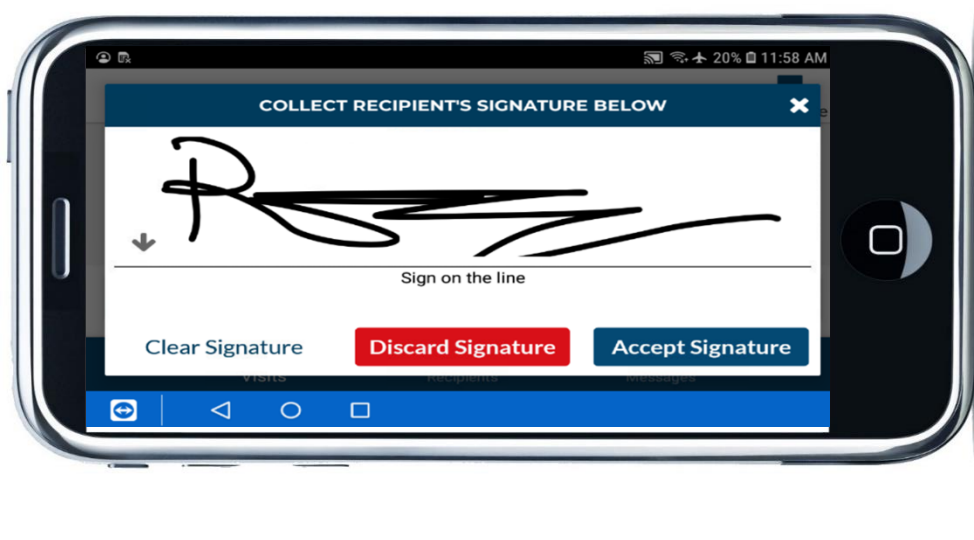 20% 11:58 AM
COLLECT RECIPIENT'S SIGNATURE BELOW
Sign on the line
Clear Signature
Discard Signature
Accept Signature
Visits
Recipients
Messages